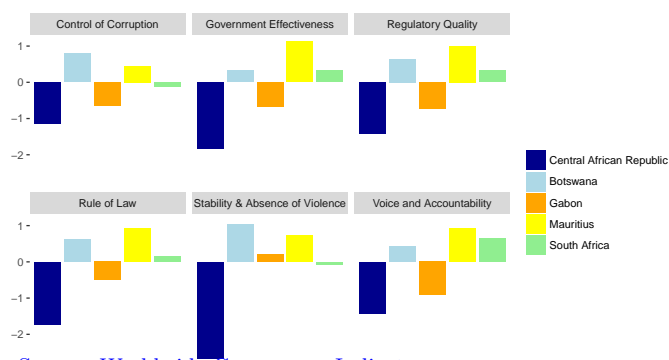 Control of Corruption
Government Effectiveness
Regulatory Quality
1
0
−1
−2
Central African Republic
Botswana
Gabon
Mauritius
South Africa
Rule of Law
Stability & Absence of Violence
Voice and Accountability
1
0
−1
−2